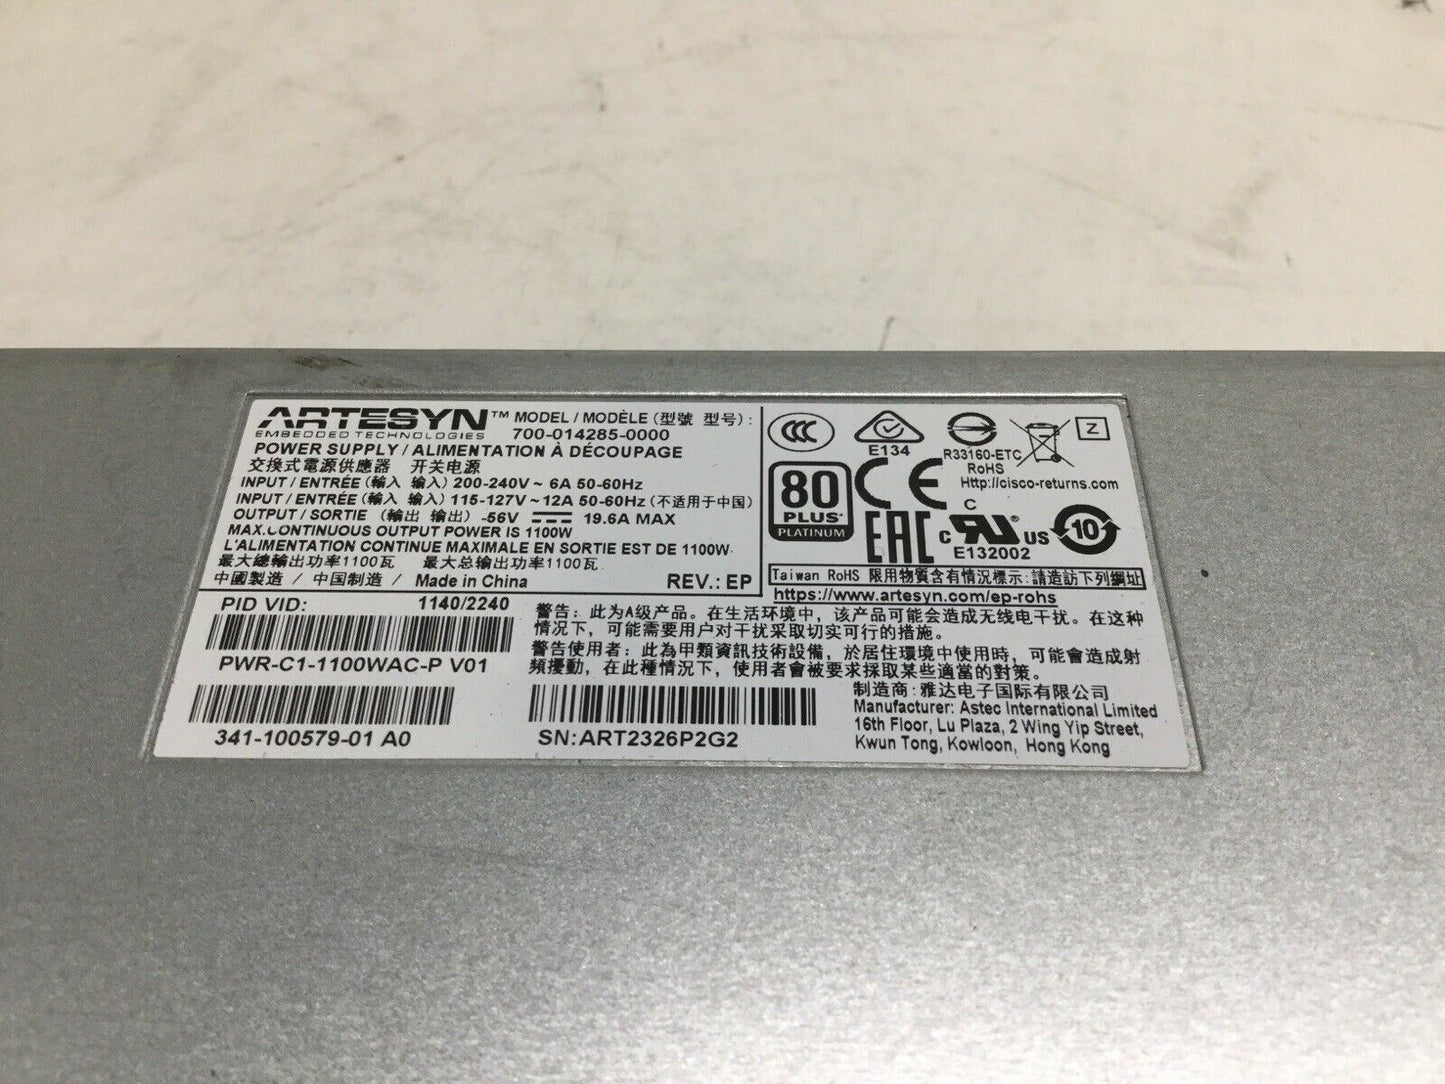 ARTESYN™ MODEL / MODÈLE (型號 型号):
EMBEDDED TECHNOLOGIES 700-014285-0000
POWER SUPPLY / ALIMENTATION À DÉCOUPAGE
交換式電源供應器 开关电源
INPUT / ENTRÉE (輸入 输入) 200-240V ~ 6A 50-60Hz
INPUT / ENTRÉE (輸入 输入) 115-127V ~ 12A 50-60Hz (不适用于中国)
OUTPUT / SORTIE (輸出 输出) -56V ⎓ 19.6A MAX
MAX.CONTINUOUS OUTPUT POWER IS 1100W
L'ALIMENTATION CONTINUE MAXIMALE EN SORTIE EST DE 1100W.
最大總輸出功率1100瓦 最大总输出功率1100瓦
中國製造 / 中国制造 / Made in China REV.: EP
CCC
E134
R33160-ETC
RoHS
Z
Http://cisco-returns.com
80
PLUS®
PLATINUM
CE
EAC
C
c RU® US
E132002
10
Taiwan RoHS 限用物質含有情況標示:請造訪下列網址
https://www.artesyn.com/ep-rohs
PID VID: 1140/2240
PWR-C1-1100WAC-P V01
341-100579-01 A0
SN:ART2326P2G2
警告: 此为A级产品。在生活环境中, 该产品可能会造成无线电干扰。在这种
情况下, 可能需要用户对干扰采取切实可行的措施。
警告使用者: 此為甲類資訊技術設備, 於居住環境中使用時, 可能會造成射
頻擾動, 在此種情況下, 使用者會被要求採取某些適當的對策。
制造商: 雅达电子国际有限公司
Manufacturer: Astec International Limited
16th Floor, Lu Plaza, 2 Wing Yip Street,
Kwun Tong, Kowloon, Hong Kong